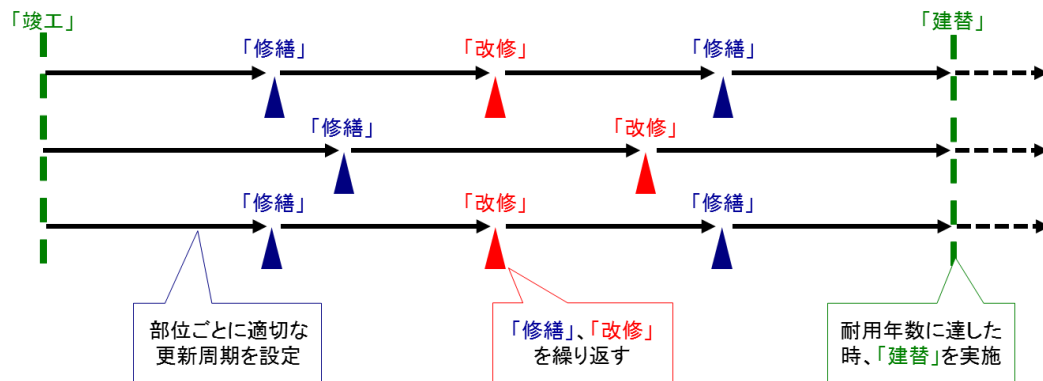 「竣工」
「建替」
「修繕」
「改修」
「修繕」
「修繕」
「改修」
「修繕」
「改修」
「修繕」
部位ごとに適切な
更新周期を設定
「修繕」、「改修」
を繰り返す
耐用年数に達した
時、「建替」を実施